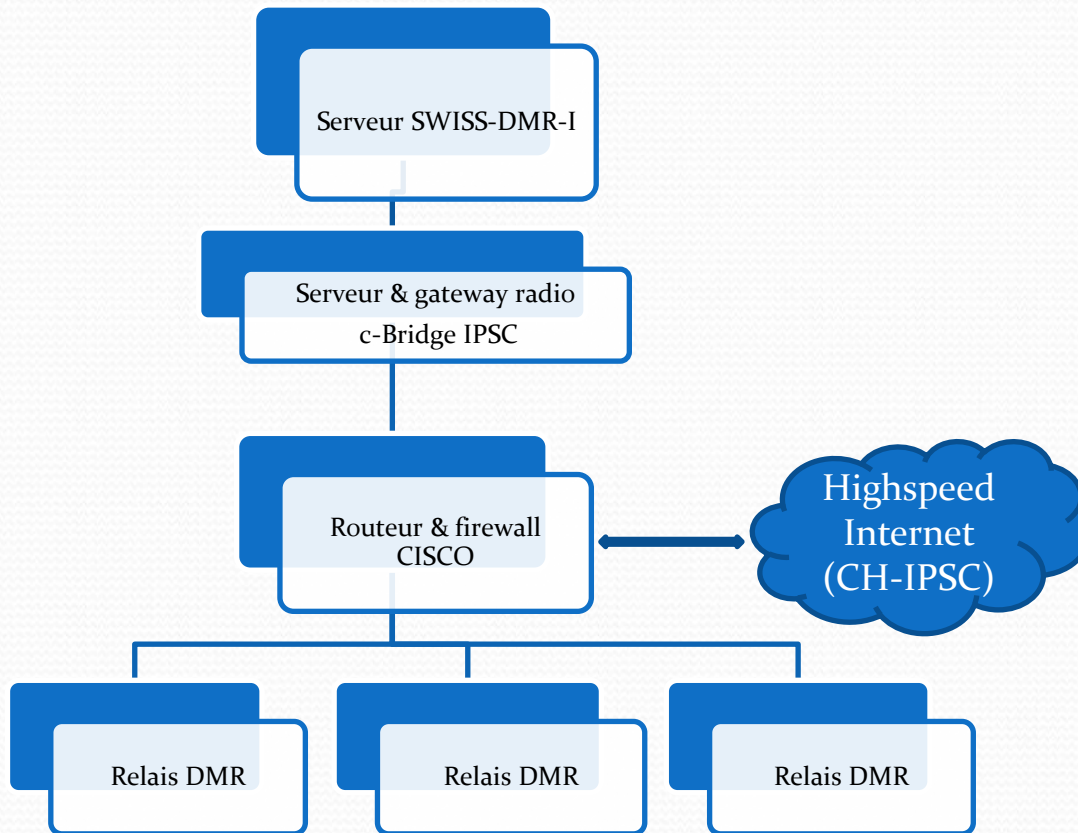 Serveur SWISS-DMR-I
Serveur & gateway radio
c-Bridge IPSC
Routeur & firewall
CISCO
Highspeed
Internet
(CH-IPSC)
Relais DMR
Relais DMR
Relais DMR